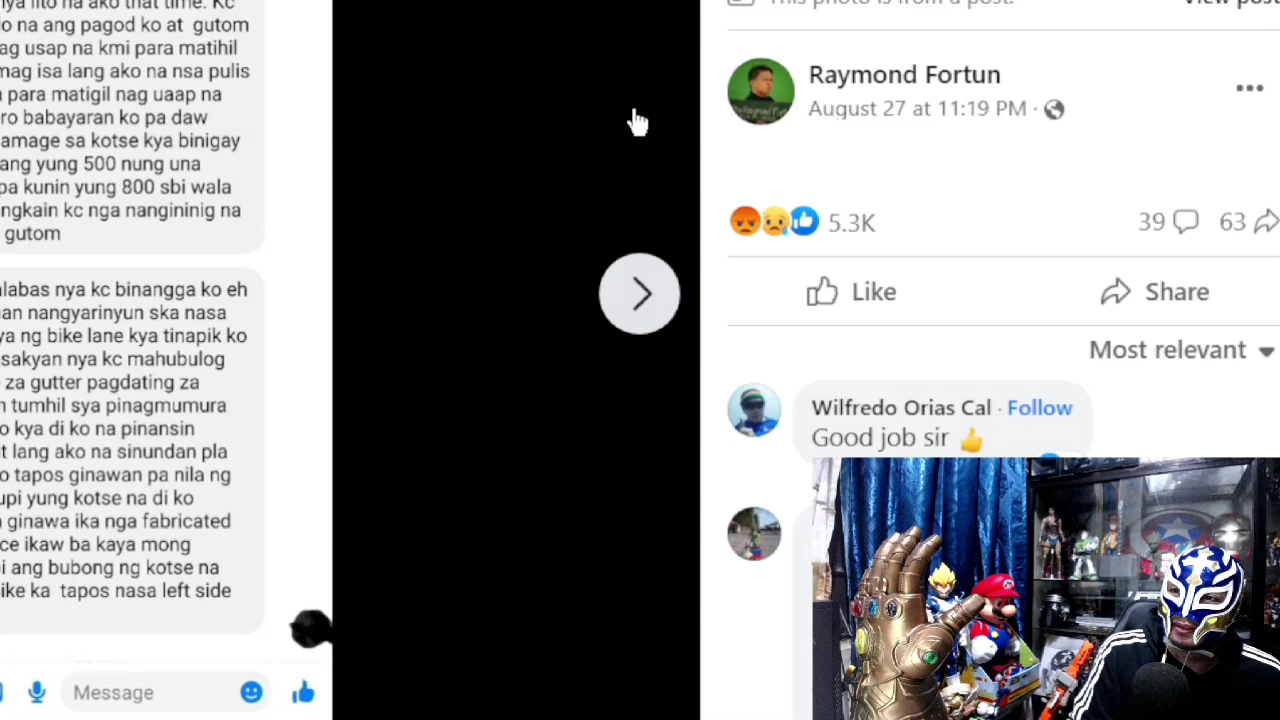 nya lito na ako that time. Kc
na ang pagod ko at gutom
ag usap na kmi para matihil
mag isa lang ako na nsa pulis
para matigil nag uaap na
ro babayaran ko pa daw
amage sa kotse kya binigay
ang yung 500 nung una
pa kunin yung 800 sbi wala
ngkain kc nga nangininig na
gutom
alabas nya kc binangga ko eh
an nangyarinyun ska nasa
ya ng bike lane kya tinapik ko
asakyan nya kc mahubulog
za gutter pagdating za
n tumhil sya pinagmumura
o kya di ko na pinansin
t lang ako na sinundan pla
o tapos ginawan pa nila ng
upi yung kotse na di ko
ginawa ika nga fabricated
ce ikaw ba kaya mong
i ang bubong ng kotse na
ike ka tapos nasa left side
Message
This photo is from a post.
View post
Raymond Fortun
August 27 at 11:19 PM ·
5.3K
39
63
Like
Share
Most relevant
Wilfredo Orias Cal · Follow
Good job sir 👍